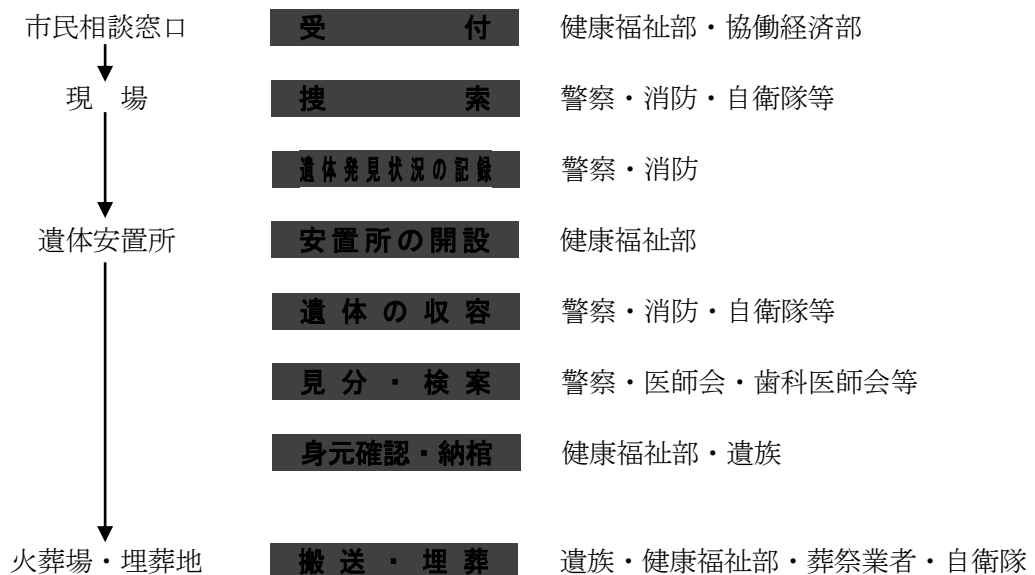 市民相談窓口 受付 健康福祉部・協働経済部
現場 捜索 警察・消防・自衛隊等
遺体発見状況の記録 警察・消防
遺体安置所 安置所の開設 健康福祉部
遺体の収容 警察・消防・自衛隊等
見分・検案 警察・医師会・歯科医師会等
身元確認・納棺 健康福祉部・遺族
火葬場・埋葬地 搬送・埋葬 遺族・健康福祉部・葬祭業者・自衛隊